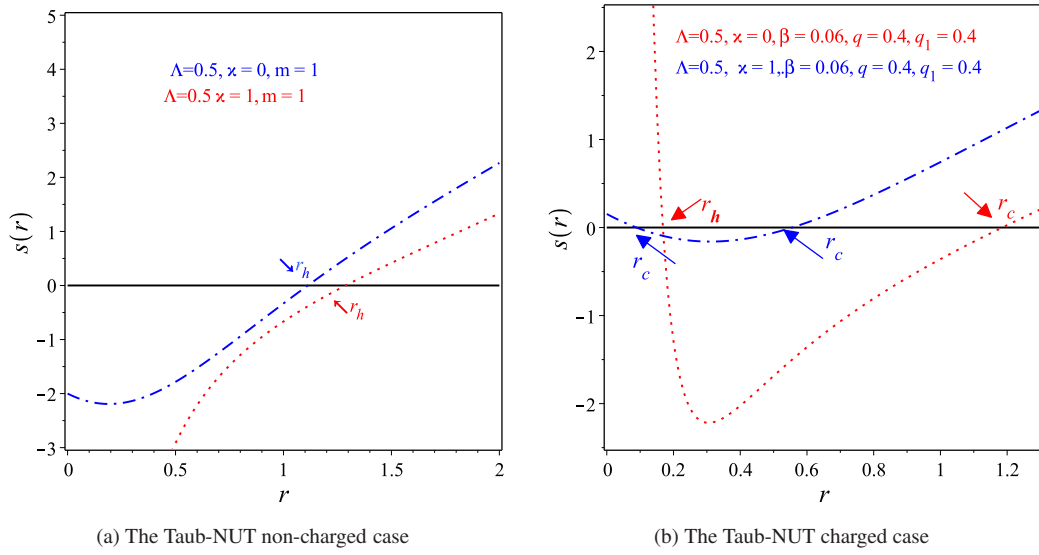 5
4
3
2
1
0
−1
−2
−3
s(r)
Λ=0.5, ϰ = 0, m = 1
Λ=0.5 ϰ = 1, m = 1
r_h
r_h
0
0.5
1
1.5
2
r
(a) The Taub-NUT non-charged case
2
1
0
−1
−2
s(r)
Λ=0.5, ϰ = 0, β = 0.06, q = 0.4, q_1 = 0.4
Λ=0.5, ϰ = 1,.β = 0.06, q = 0.4, q_1 = 0.4
r_h
r_c
r_c
r_c
0
0.2
0.4
0.6
0.8
1
1.2
r
(b) The Taub-NUT charged case